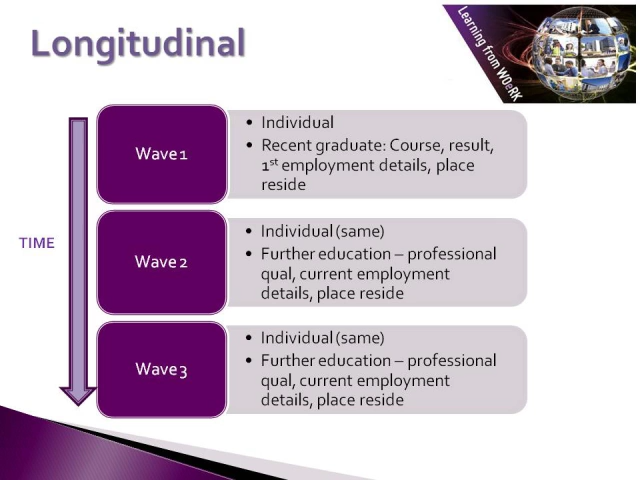 Longitudinal
Learning from WOeRK
TIME
Wave 1
• Individual
• Recent graduate: Course, result,
1st employment details, place
reside
Wave 2
• Individual (same)
• Further education – professional
qual, current employment
details, place reside
Wave 3
• Individual (same)
• Further education – professional
qual, current employment
details, place reside